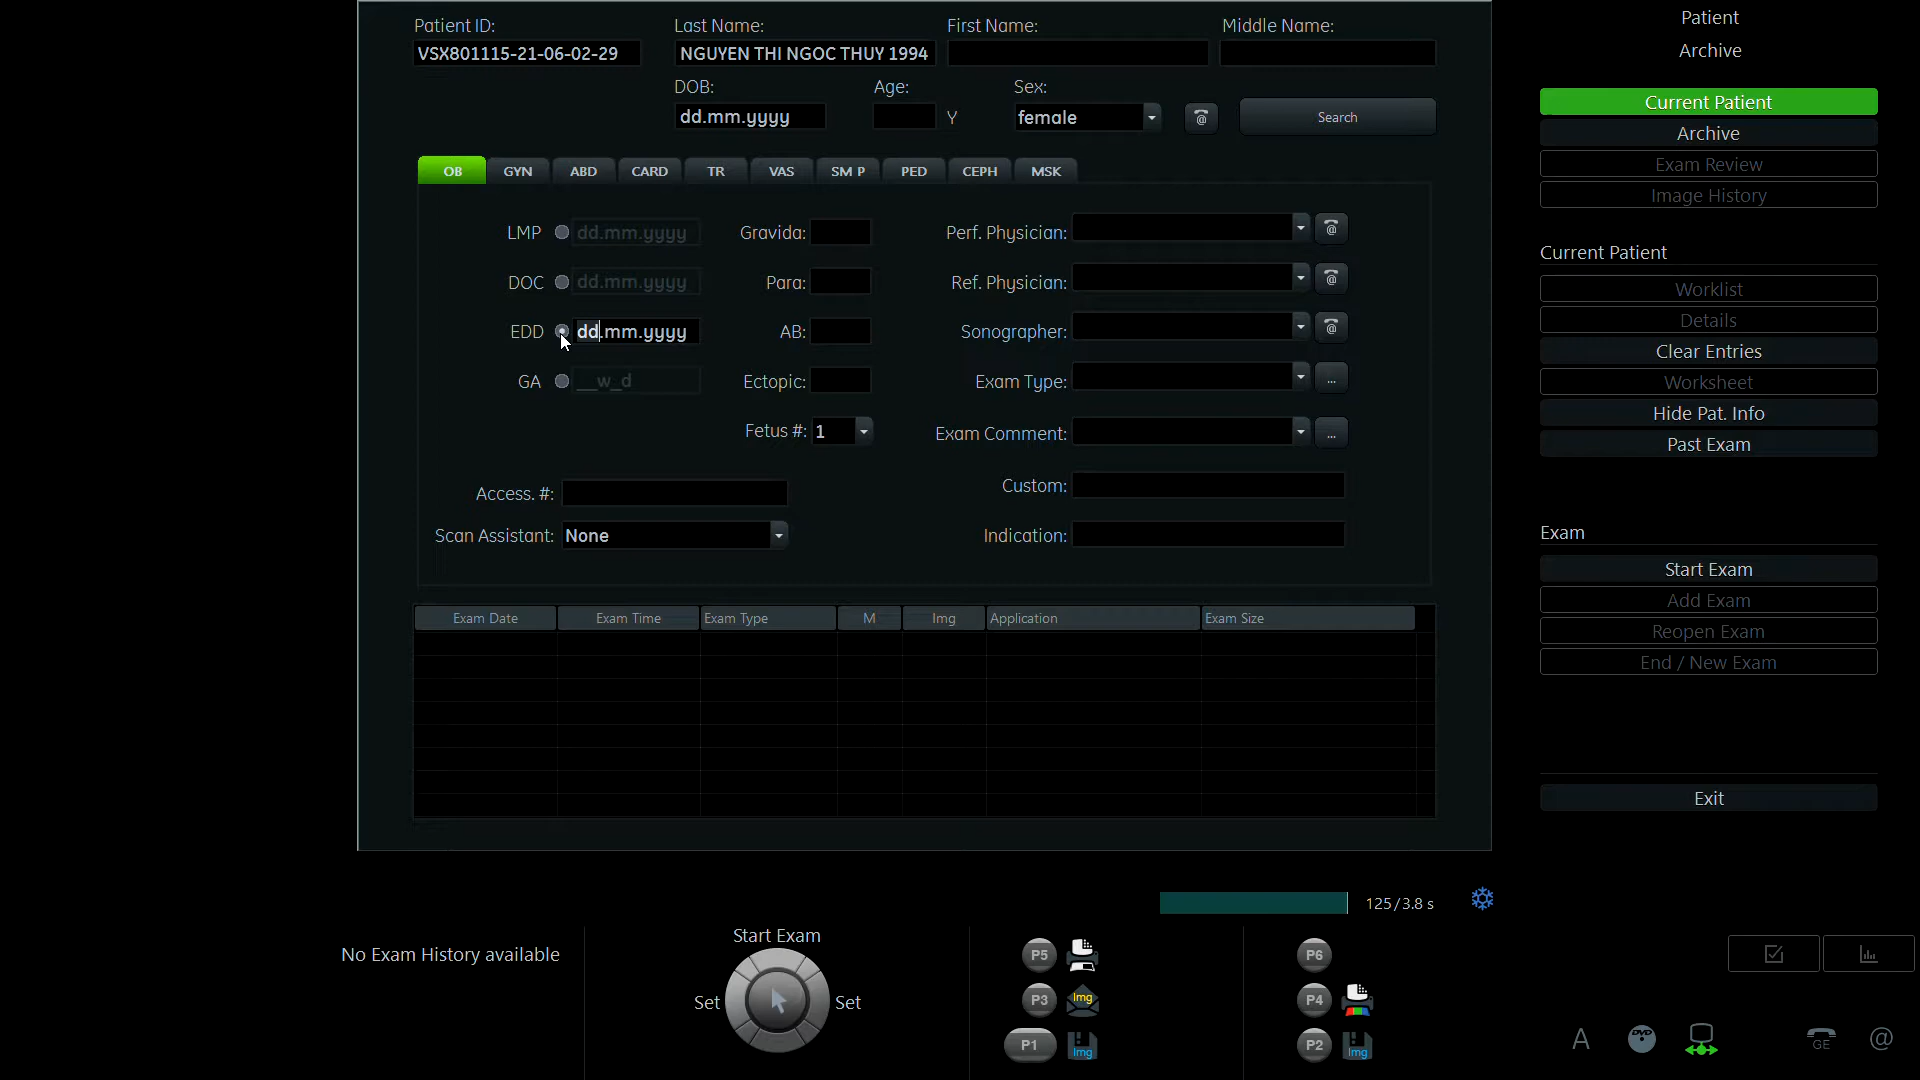 Patient ID: Last Name: First Name: Middle Name:
VSX801115-21-06-02-29 NGUYEN THI NGOC THUY 1994
DOB: Age: Sex:
dd.mm.yyyy Y female @ Search
OB GYN ABD CARD TR VAS SM P PED CEPH MSK
LMP dd.mm.yyyy Gravida: Perf. Physician: @
DOC dd.mm.yyyy Para: Ref. Physician: @
EDD dd.mm.yyyy AB: Sonographer: @
GA __w_d Ectopic: Exam Type: ...
Fetus #: 1 Exam Comment: ...
Access. #: Custom:
Scan Assistant: None Indication:
Exam Date Exam Time Exam Type M Img Application Exam Size
125/3.8 s
No Exam History available
Start Exam
Set Set
P5 P6
P3 Img P4
P1 Img P2 Img
Patient
Archive
Current Patient
Archive
Exam Review
Image History
Current Patient
Worklist
Details
Clear Entries
Worksheet
Hide Pat. Info
Past Exam
Exam
Start Exam
Add Exam
Reopen Exam
End / New Exam
Exit
A DVD GE @